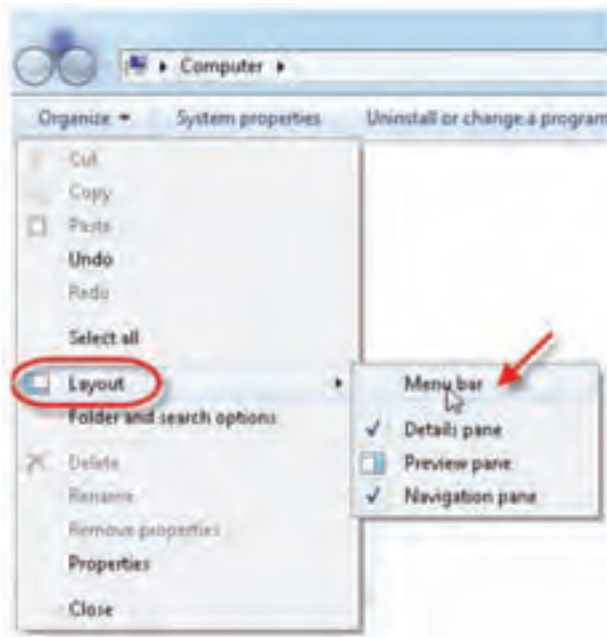 Computer
Organize System properties Uninstall or change a program
Cut
Copy
Paste
Undo
Redo
Select all
Layout
Menu bar
Folder and search options
Details pane
Preview pane
Delete
Navigation pane
Rename
Remove properties
Properties
Close